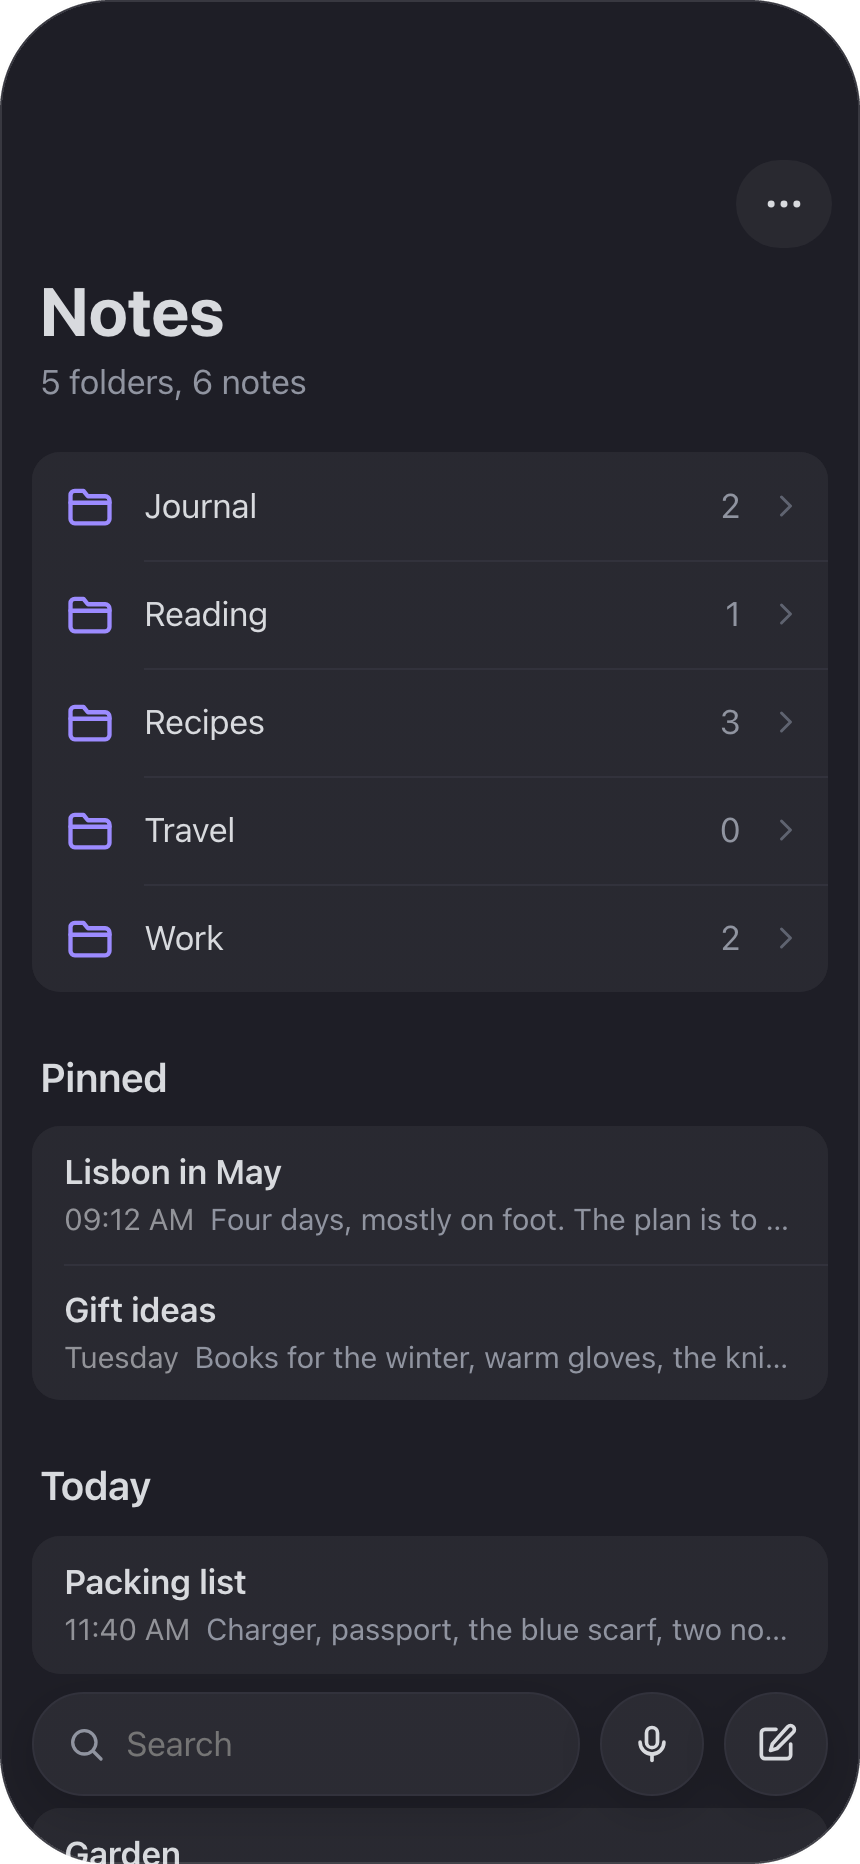 Notes
5 folders, 6 notes
Journal 2
Reading 1
Recipes 3
Travel 0
Work 2
Pinned
Lisbon in May
09:12 AM Four days, mostly on foot. The plan is to ...
Gift ideas
Tuesday Books for the winter, warm gloves, the kni...
Today
Packing list
11:40 AM Charger, passport, the blue scarf, two no...
Search
Garden